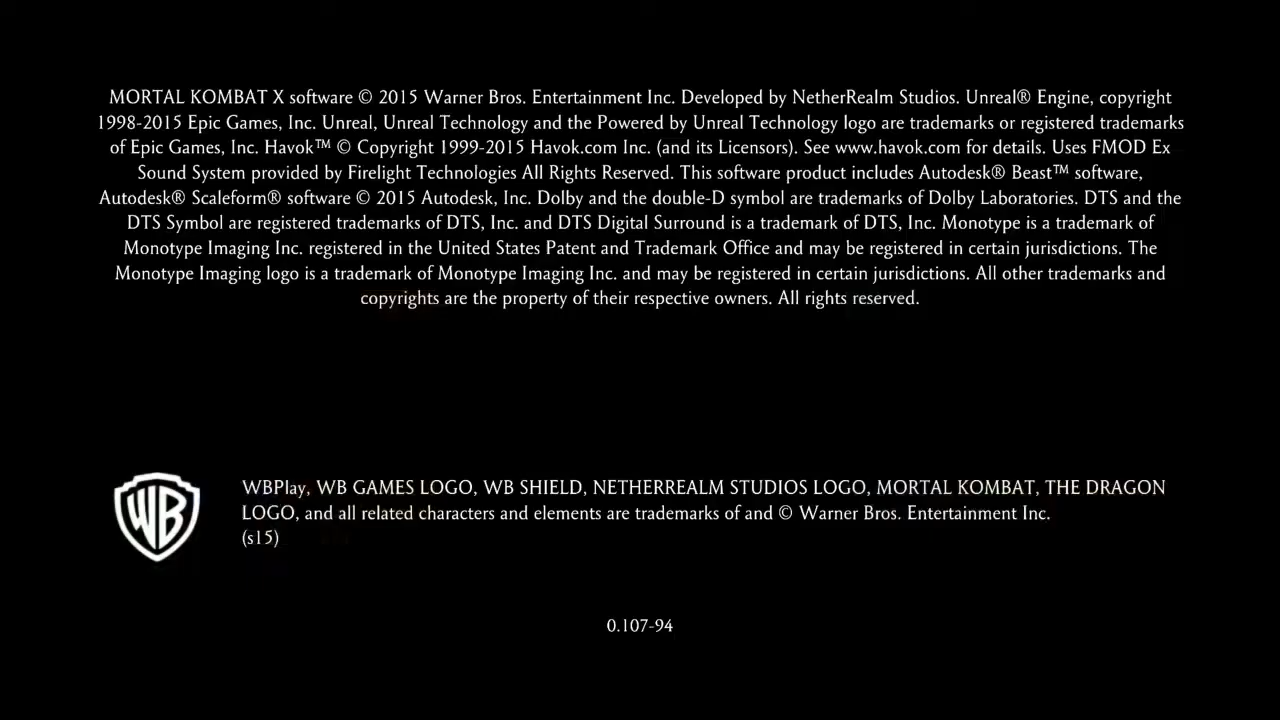 MORTAL KOMBAT X software © 2015 Warner Bros. Entertainment Inc. Developed by NetherRealm Studios. Unreal® Engine, copyright
1998-2015 Epic Games, Inc. Unreal, Unreal Technology and the Powered by Unreal Technology logo are trademarks or registered trademarks
of Epic Games, Inc. Havok™ © Copyright 1999-2015 Havok.com Inc. (and its Licensors). See www.havok.com for details. Uses FMOD Ex
Sound System provided by Firelight Technologies All Rights Reserved. This software product includes Autodesk® Beast™ software,
Autodesk® Scaleform® software © 2015 Autodesk, Inc. Dolby and the double-D symbol are trademarks of Dolby Laboratories. DTS and the
DTS Symbol are registered trademarks of DTS, Inc. and DTS Digital Surround is a trademark of DTS, Inc. Monotype is a trademark of
Monotype Imaging Inc. registered in the United States Patent and Trademark Office and may be registered in certain jurisdictions. The
Monotype Imaging logo is a trademark of Monotype Imaging Inc. and may be registered in certain jurisdictions. All other trademarks and
copyrights are the property of their respective owners. All rights reserved.
WB
WBPlay, WB GAMES LOGO, WB SHIELD, NETHERREALM STUDIOS LOGO, MORTAL KOMBAT, THE DRAGON
LOGO, and all related characters and elements are trademarks of and © Warner Bros. Entertainment Inc.
(s15)
0.107-94